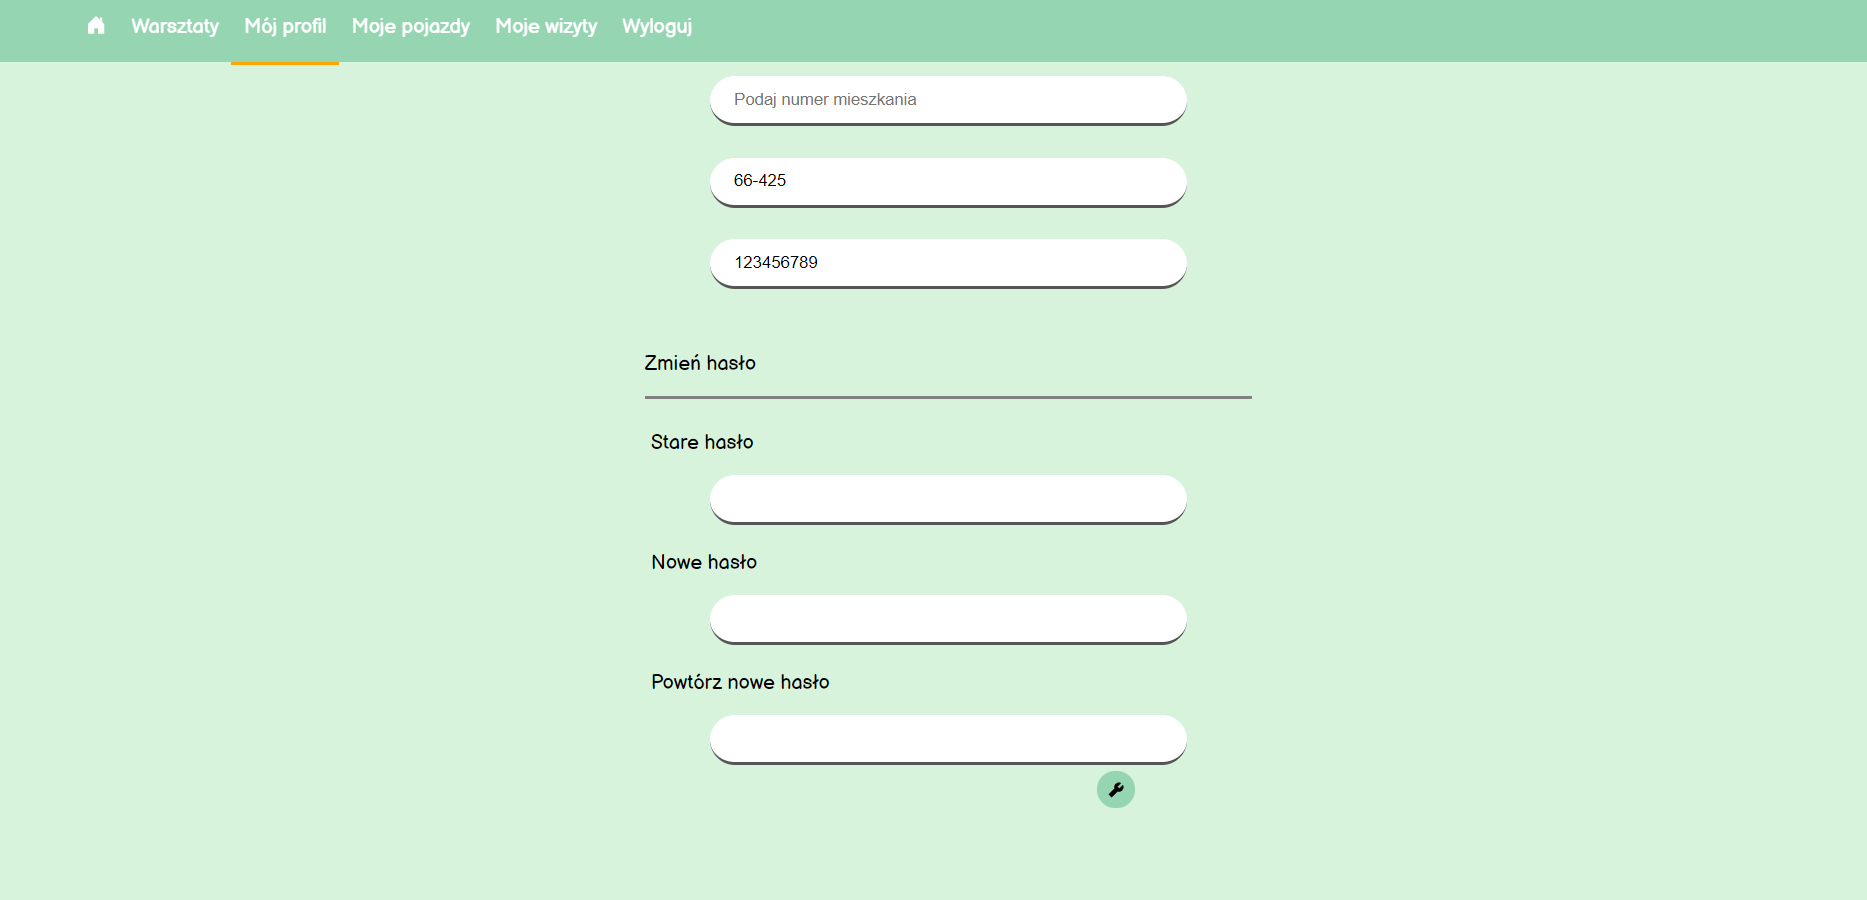 Warsztaty Mój profil Moje pojazdy Moje wizyty Wyloguj
Podaj numer mieszkania
66-425
123456789
Zmień hasło
Stare hasło
Nowe hasło
Powtórz nowe hasło